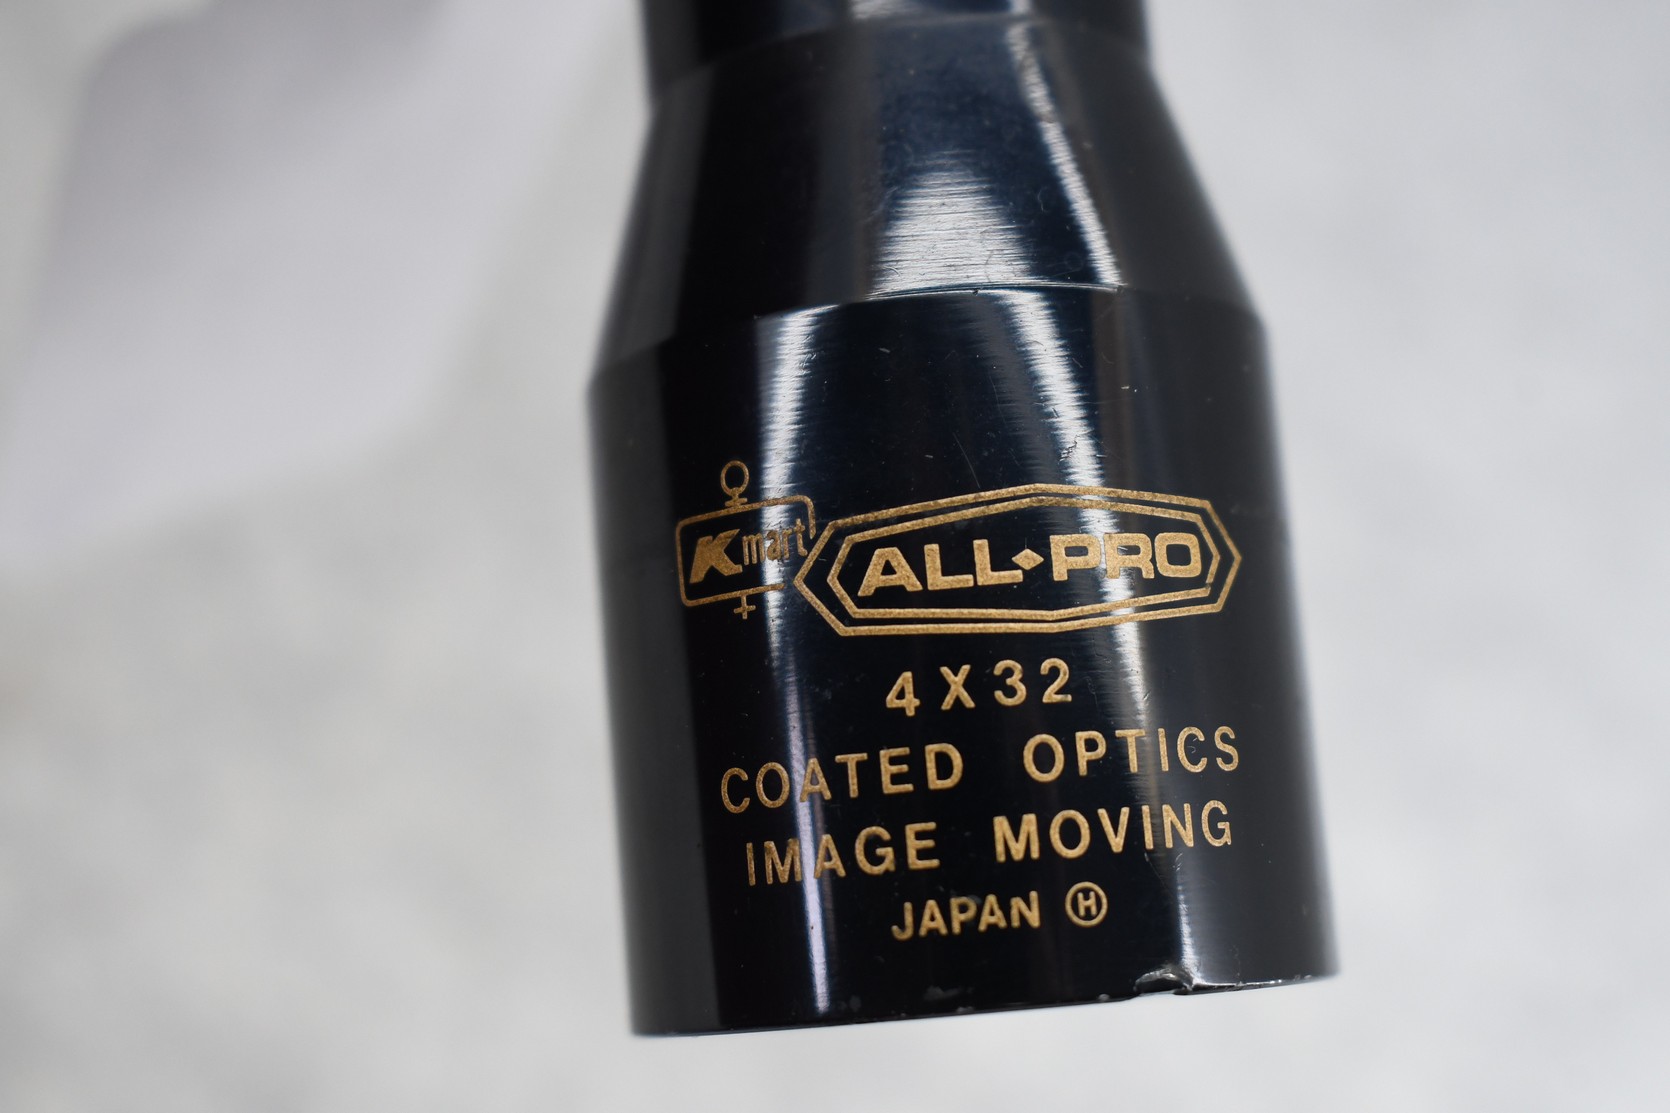 Kmart ALL-PRO
4X32
COATED OPTICS
IMAGE MOVING
JAPAN Ⓗ